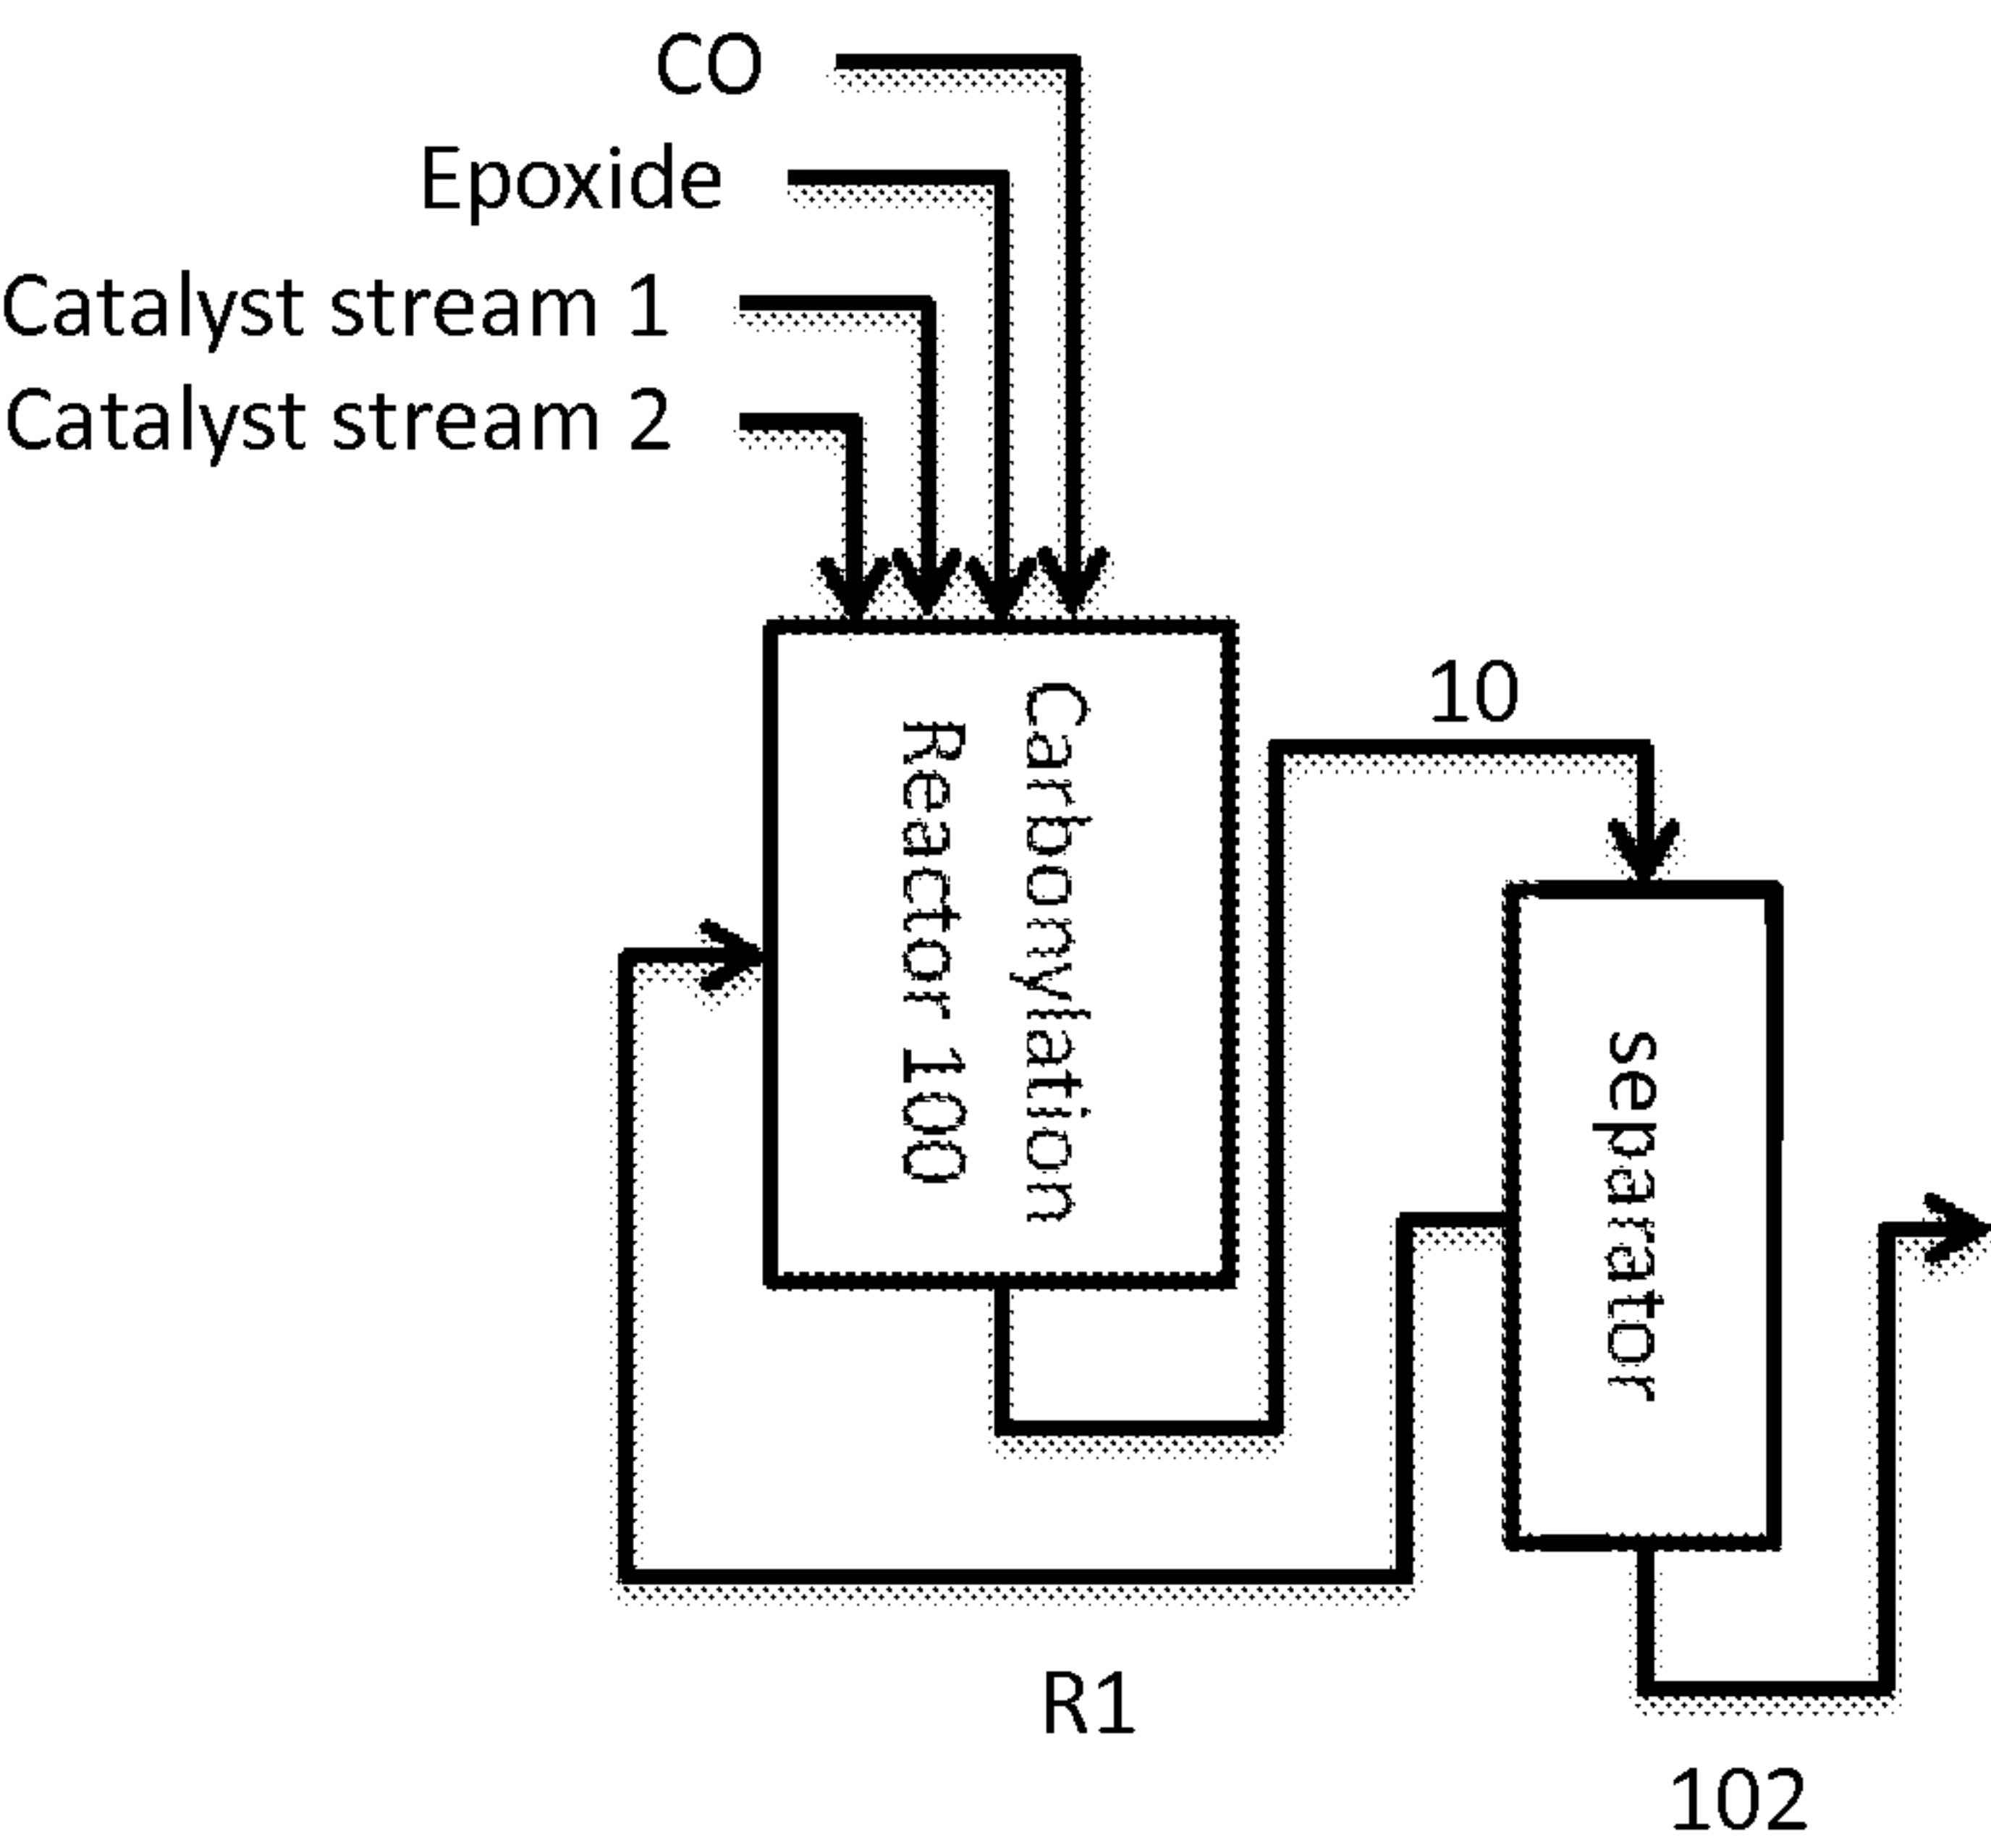 CO
Epoxide
Catalyst stream 1
Catalyst stream 2
Carbonylation
Reactor 100
10
separator
R1
102